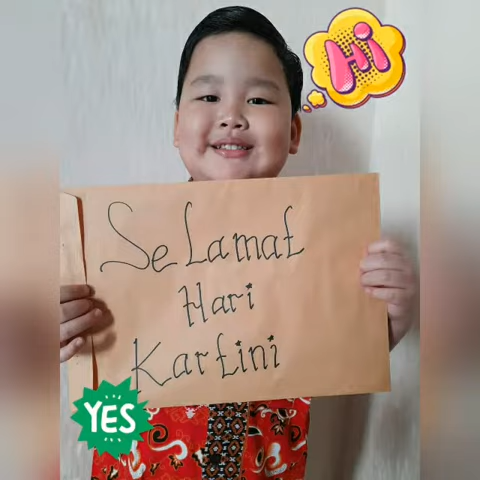 Hi
Selamat
Hari
Kartini
YES